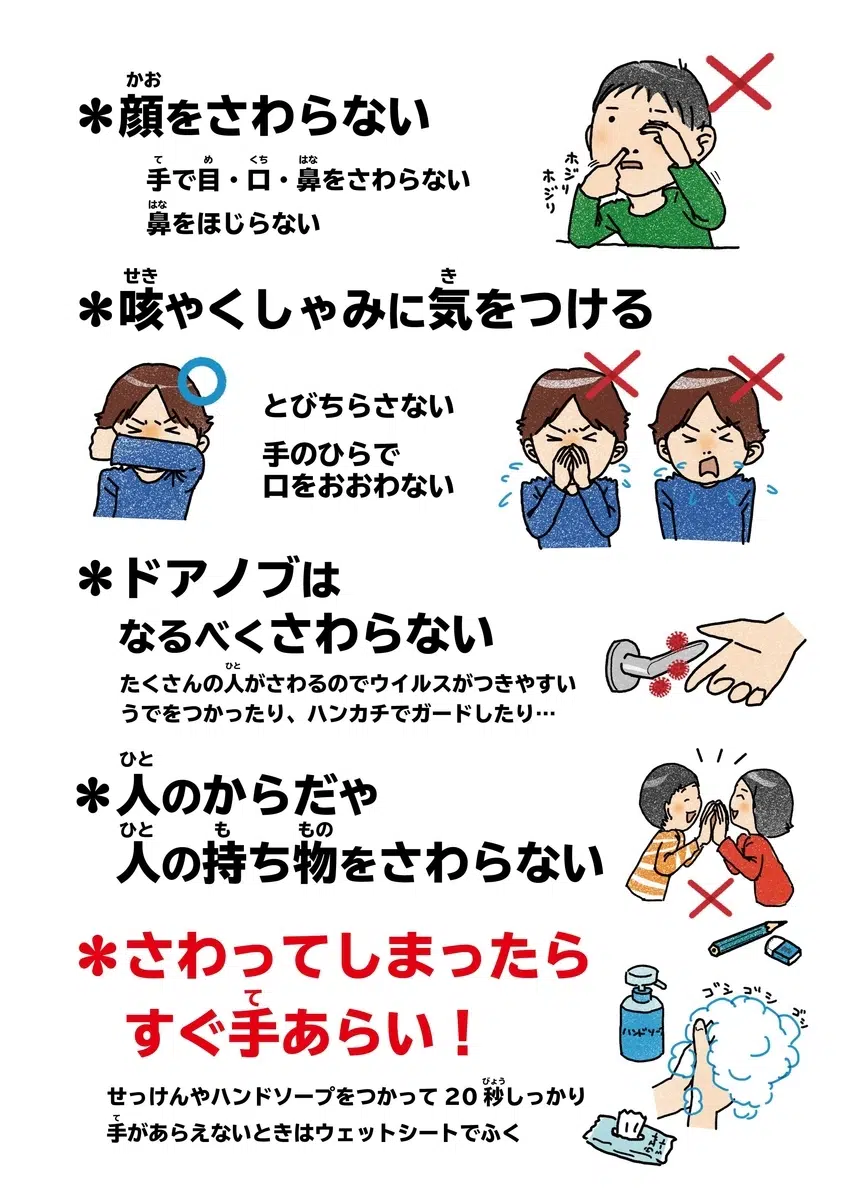 かお
*顔をさわらない
て め くち はな
手で目・口・鼻をさわらない
はな
鼻をほじらない
ホジリ
ホジリ
せき き
*咳やくしゃみに気をつける
とびちらさない
手のひらで
口をおおわない
*ドアノブは
なるべくさわらない
ひと
たくさんの人がさわるのでウイルスがつきやすい
うでをつかったり、ハンカチでガードしたり…
ひと
*人のからだや
ひと も もの
人の持ち物をさわらない
*さわってしまったら
て
すぐ手あらい！
ゴシ ゴシ ゴシ
ハンドソープ
びょう
せっけんやハンドソープをつかって20秒しっかり
て
手があらえないときはウェットシートでふく